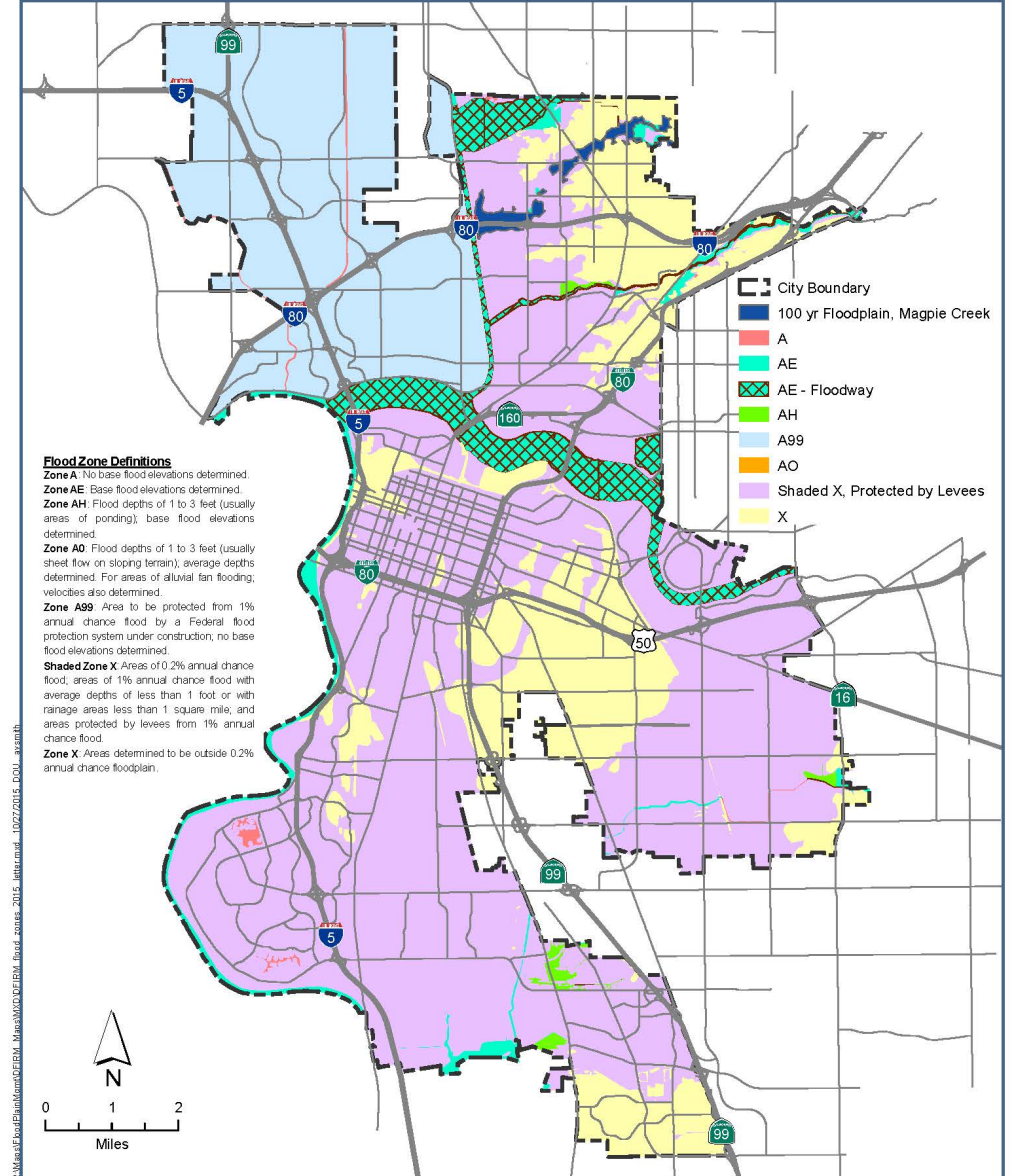 99
5
80
80
80
City Boundary
100 yr Floodplain, Magpie Creek
A
AE
AE - Floodway
AH
A99
AO
Shaded X, Protected by Levees
X
80
160
5
Flood Zone Definitions
Zone A: No base flood elevations determined.
Zone AE: Base flood elevations determined.
Zone AH: Flood depths of 1 to 3 feet (usually
areas of ponding); base flood elevations
determined.
Zone A0: Flood depths of 1 to 3 feet (usually
sheet flow on sloping terrain); average depths
determined. For areas of alluvial fan flooding;
velocities also determined.
Zone A99: Area to be protected from 1%
annual chance flood by a Federal flood
protection system under construction; no base
flood elevations determined.
Shaded Zone X: Areas of 0.2% annual chance
flood; areas of 1% annual chance flood with
average depths of less than 1 foot or with
rainage areas less than 1 square mile; and
areas protected by levees from 1% annual
chance flood.
Zone X: Areas determined to be outside 0.2%
annual chance floodplain.
80
50
16
99
5
99
N
0 1 2
Miles
:\Maps\FloodPlainMgmt\DFIRM_Maps\MXD\DFIRM_flood_zones_2015_letter.mxd_10/27/2015_DOU_axsmith